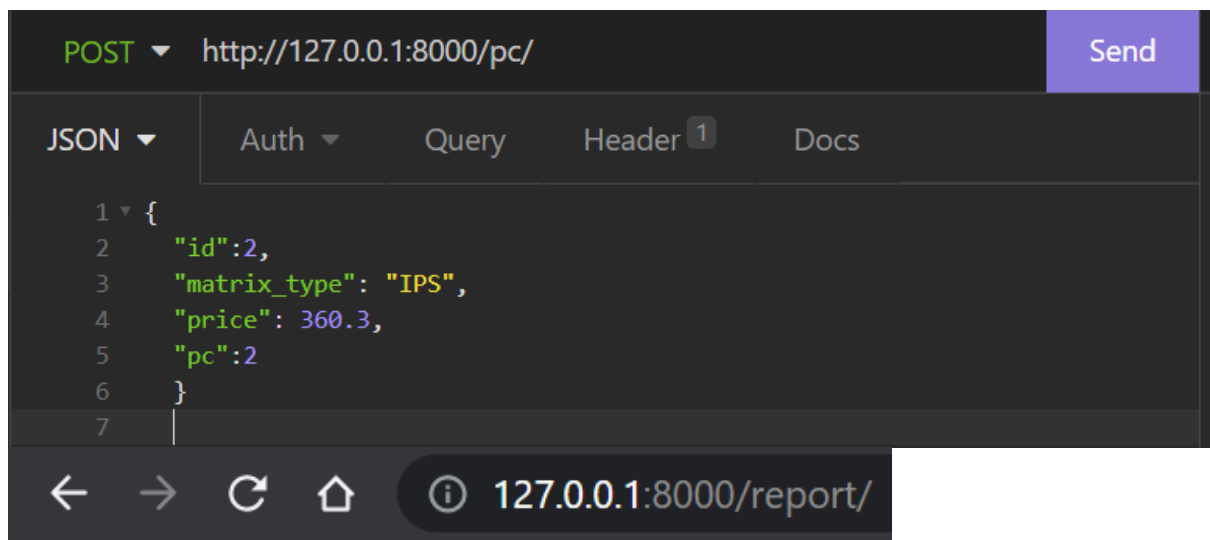 POST http://127.0.0.1:8000/pc/ Send
JSON Auth Query Header 1 Docs
1 {
2 "id":2,
3 "matrix_type": "IPS",
4 "price": 360.3,
5 "pc":2
6 }
7
127.0.0.1:8000/report/